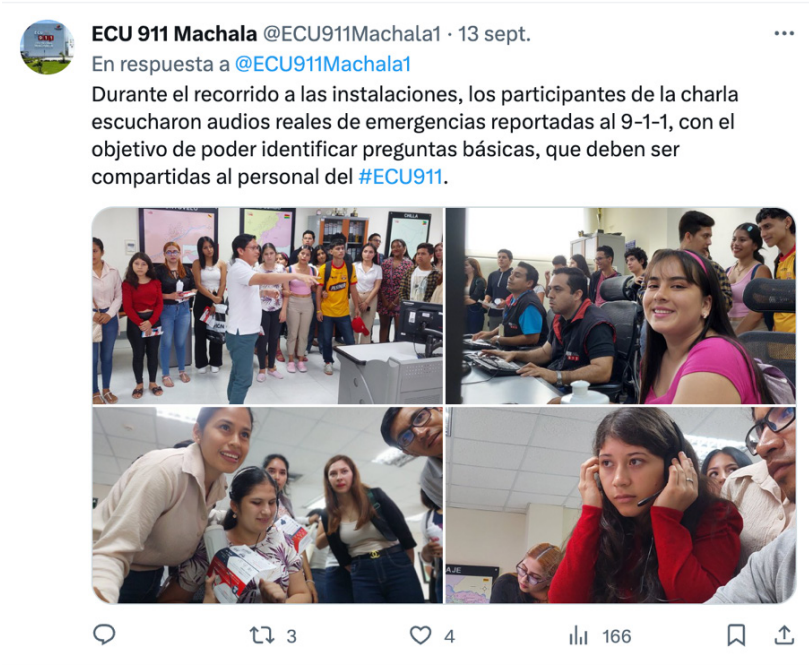 ECU 911 Machala @ECU911Machala1 · 13 sept.
En respuesta a @ECU911Machala1
Durante el recorrido a las instalaciones, los participantes de la charla
escucharon audios reales de emergencias reportadas al 9-1-1, con el
objetivo de poder identificar preguntas básicas, que deben ser
compartidas al personal del #ECU911.
3
4
166